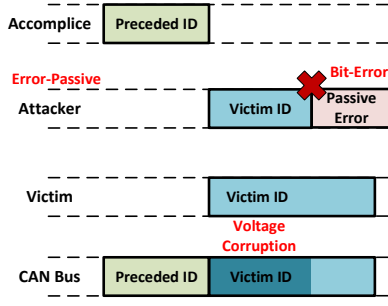 Accomplice Preceded ID
Error-Passive Bit-Error
Attacker Victim ID Passive Error
Victim Victim ID
Voltage Corruption
CAN Bus Preceded ID Victim ID